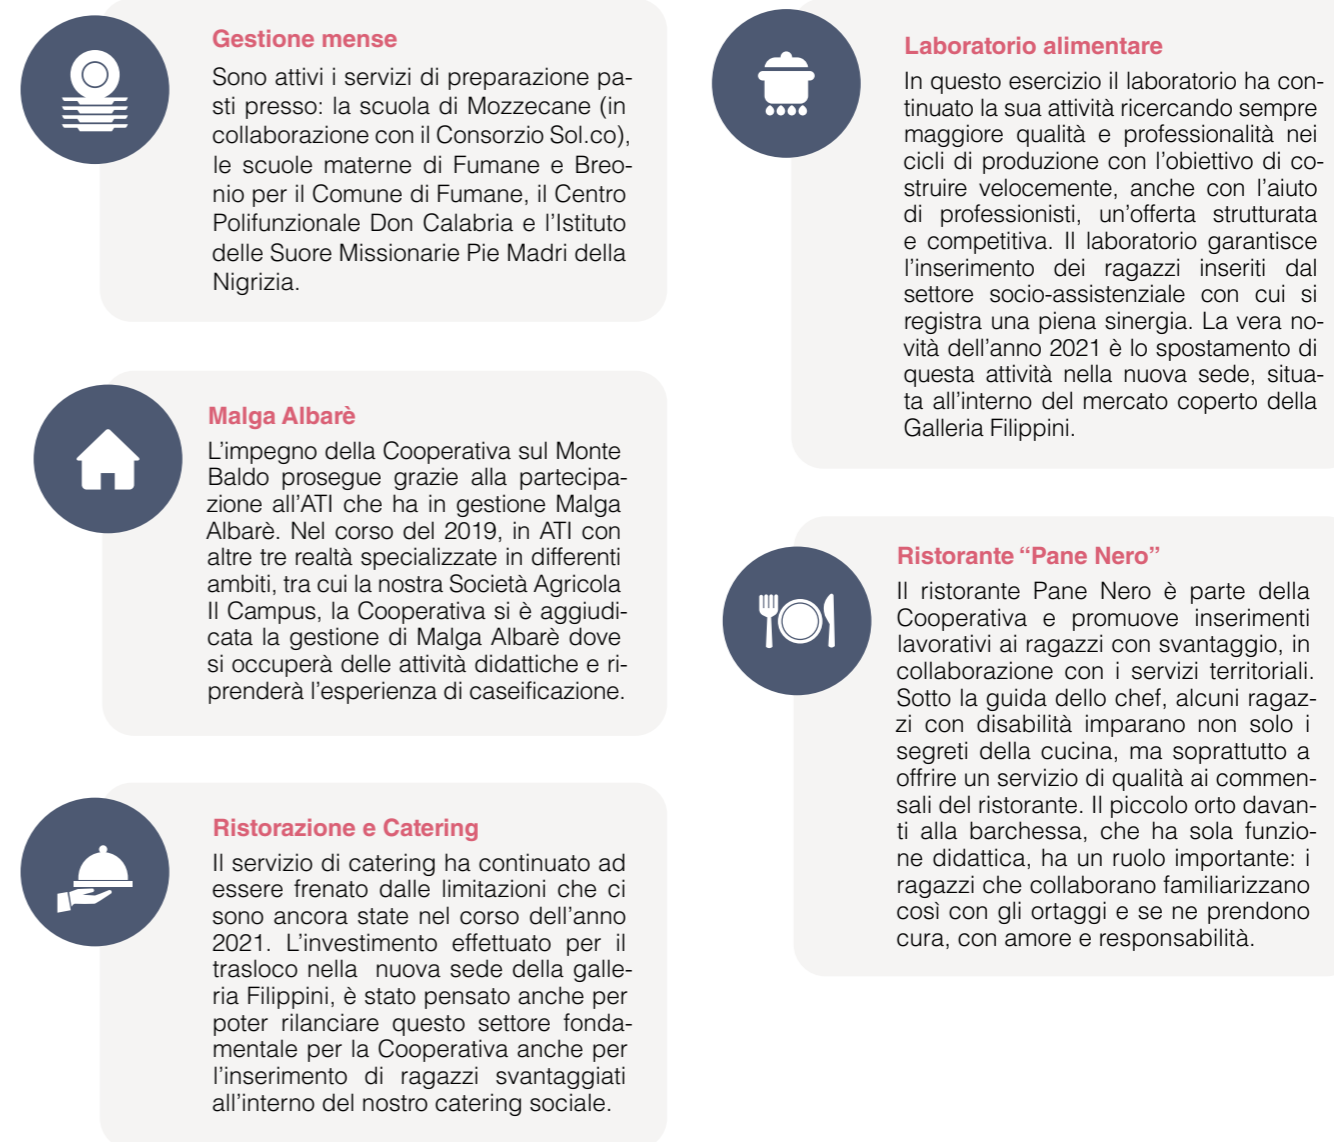 Gestione mense
Sono attivi i servizi di preparazione pa-
sti presso: la scuola di Mozzecane (in
collaborazione con il Consorzio Sol.co),
le scuole materne di Fumane e Breo-
nio per il Comune di Fumane, il Centro
Polifunzionale Don Calabria e l’Istituto
delle Suore Missionarie Pie Madri della
Nigrizia.
Malga Albarè
L’impegno della Cooperativa sul Monte
Baldo prosegue grazie alla partecipa-
zione all’ATI che ha in gestione Malga
Albarè. Nel corso del 2019, in ATI con
altre tre realtà specializzate in differenti
ambiti, tra cui la nostra Società Agricola
Il Campus, la Cooperativa si è aggiudi-
cata la gestione di Malga Albarè dove
si occuperà delle attività didattiche e ri-
prenderà l’esperienza di caseificazione.
Ristorazione e Catering
Il servizio di catering ha continuato ad
essere frenato dalle limitazioni che ci
sono ancora state nel corso dell’anno
2021. L’investimento effettuato per il
trasloco nella nuova sede della galle-
ria Filippini, è stato pensato anche per
poter rilanciare questo settore fonda-
mentale per la Cooperativa anche per
l’inserimento di ragazzi svantaggiati
all’interno del nostro catering sociale.
Laboratorio alimentare
In questo esercizio il laboratorio ha con-
tinuato la sua attività ricercando sempre
maggiore qualità e professionalità nei
cicli di produzione con l’obiettivo di co-
struire velocemente, anche con l’aiuto
di professionisti, un’offerta strutturata
e competitiva. Il laboratorio garantisce
l’inserimento dei ragazzi inseriti dal
settore socio-assistenziale con cui si
registra una piena sinergia. La vera no-
vità dell’anno 2021 è lo spostamento di
questa attività nella nuova sede, situa-
ta all’interno del mercato coperto della
Galleria Filippini.
Ristorante “Pane Nero”
Il ristorante Pane Nero è parte della
Cooperativa e promuove inserimenti
lavorativi ai ragazzi con svantaggio, in
collaborazione con i servizi territoriali.
Sotto la guida dello chef, alcuni ragaz-
zi con disabilità imparano non solo i
segreti della cucina, ma soprattutto a
offrire un servizio di qualità ai commen-
sali del ristorante. Il piccolo orto davan-
ti alla barchessa, che ha sola funzio-
ne didattica, ha un ruolo importante: i
ragazzi che collaborano familiarizzano
così con gli ortaggi e se ne prendono
cura, con amore e responsabilità.